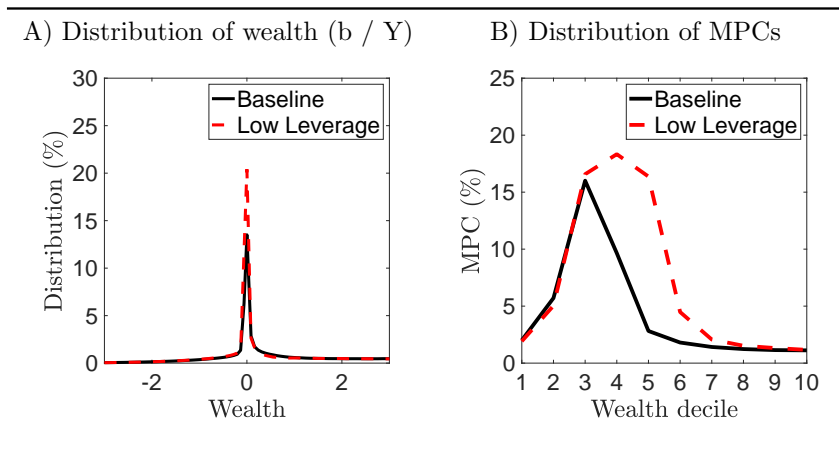 A) Distribution of wealth (b / Y)
30
25
20
15
10
5
0
Distribution (%)
Baseline
Low Leverage
-2 0 2
Wealth
B) Distribution of MPCs
25
20
15
10
5
0
MPC (%)
Baseline
Low Leverage
1 2 3 4 5 6 7 8 9 10
Wealth decile